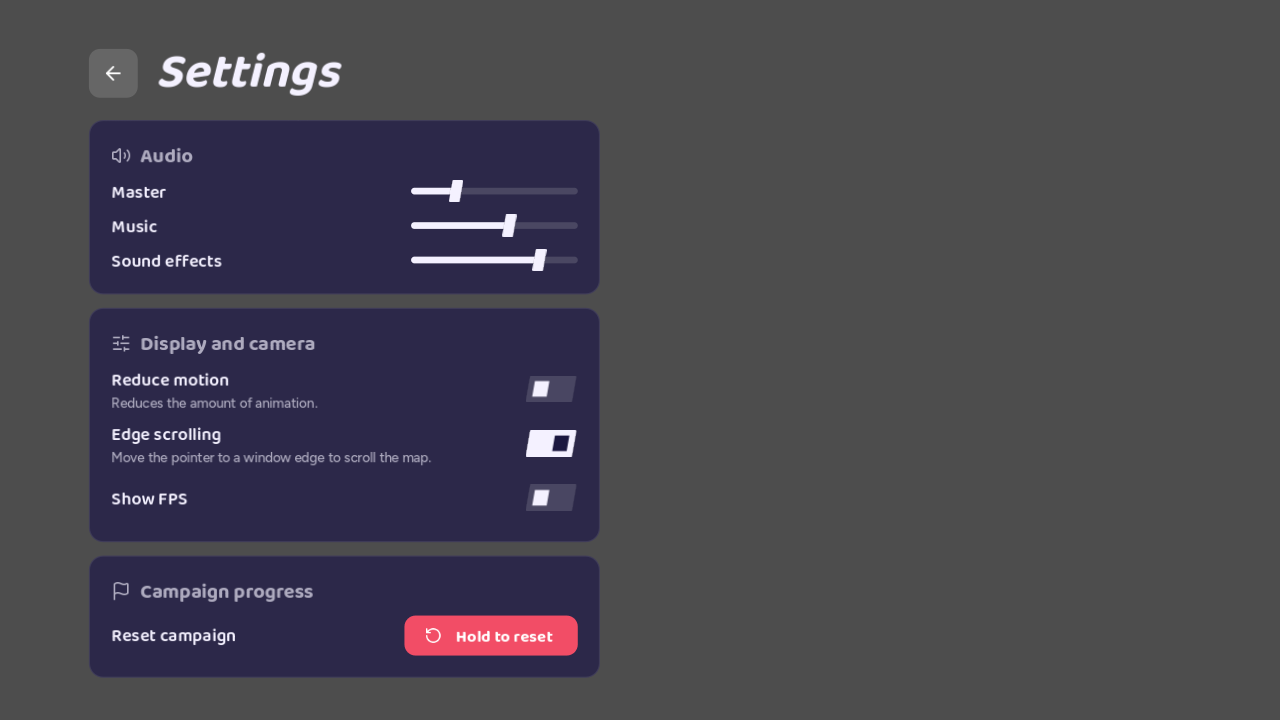 Settings
Audio
Master
Music
Sound effects
Display and camera
Reduce motion
Reduces the amount of animation.
Edge scrolling
Move the pointer to a window edge to scroll the map.
Show FPS
Campaign progress
Reset campaign
Hold to reset